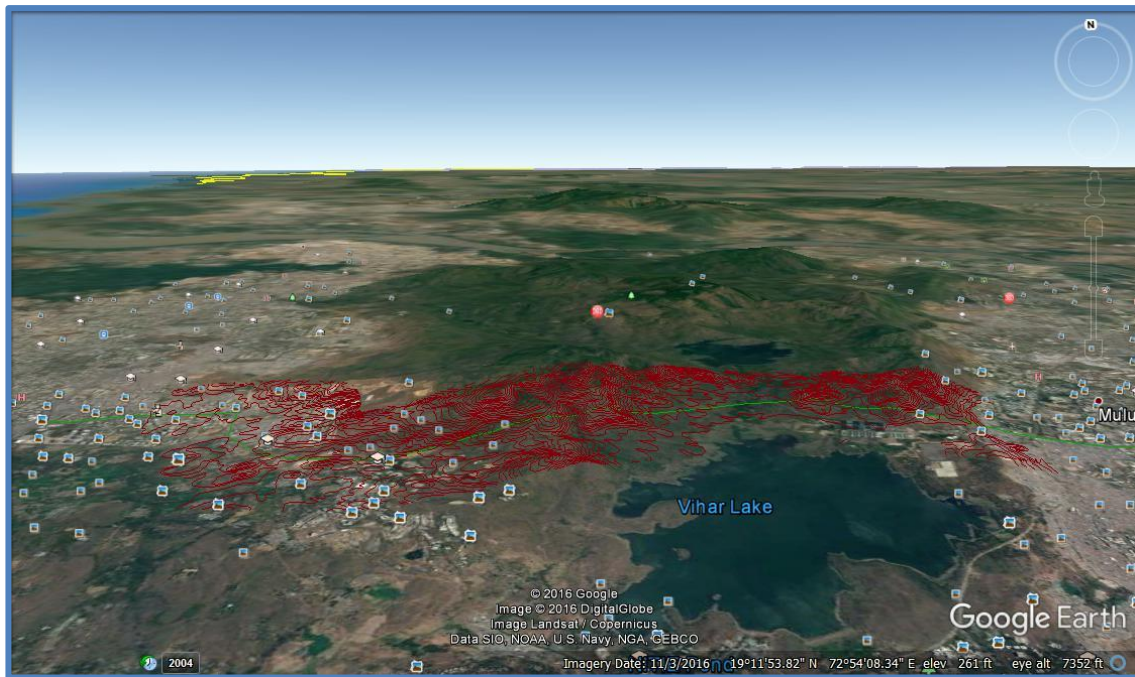 N
H
H
Mulu
Vihar Lake
© 2016 Google
Image © 2016 DigitalGlobe
Image Landsat / Copernicus
Data SIO, NOAA, U.S. Navy, NGA, GEBCO
Google Earth
2004
Imagery Date: 11/3/2016 19°11'53.82" N 72°54'08.34" E elev 261 ft eye alt 7352 ft